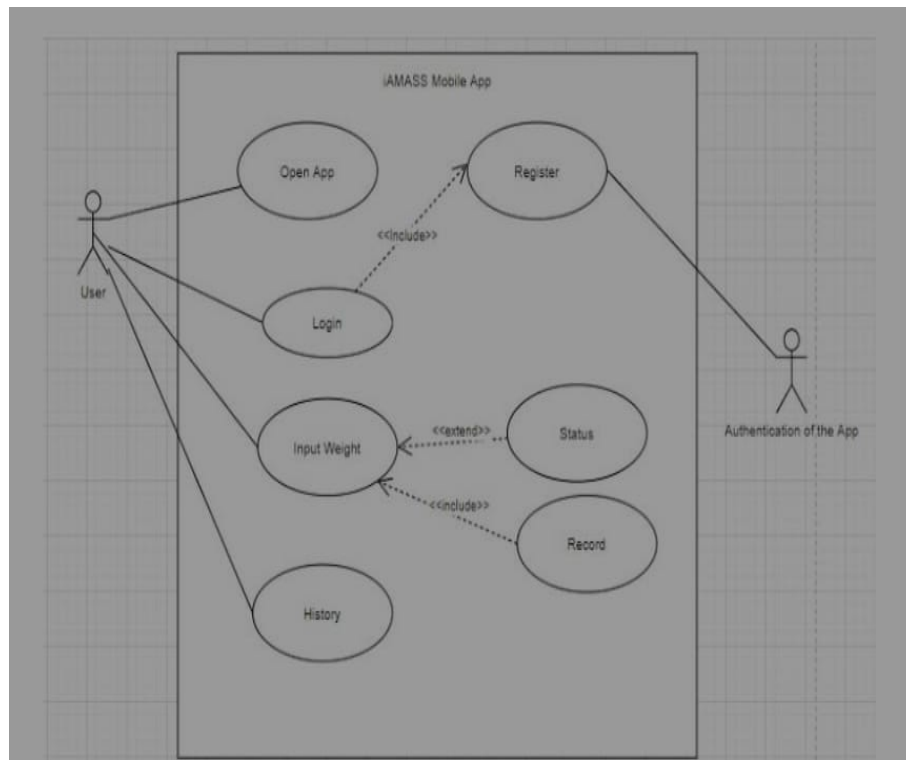 iAMASS Mobile App
Open App
Register
<<Include>>
User
Login
<<extend>>
Status
Authentication of the App
Input Weight
<<include>>
Record
History